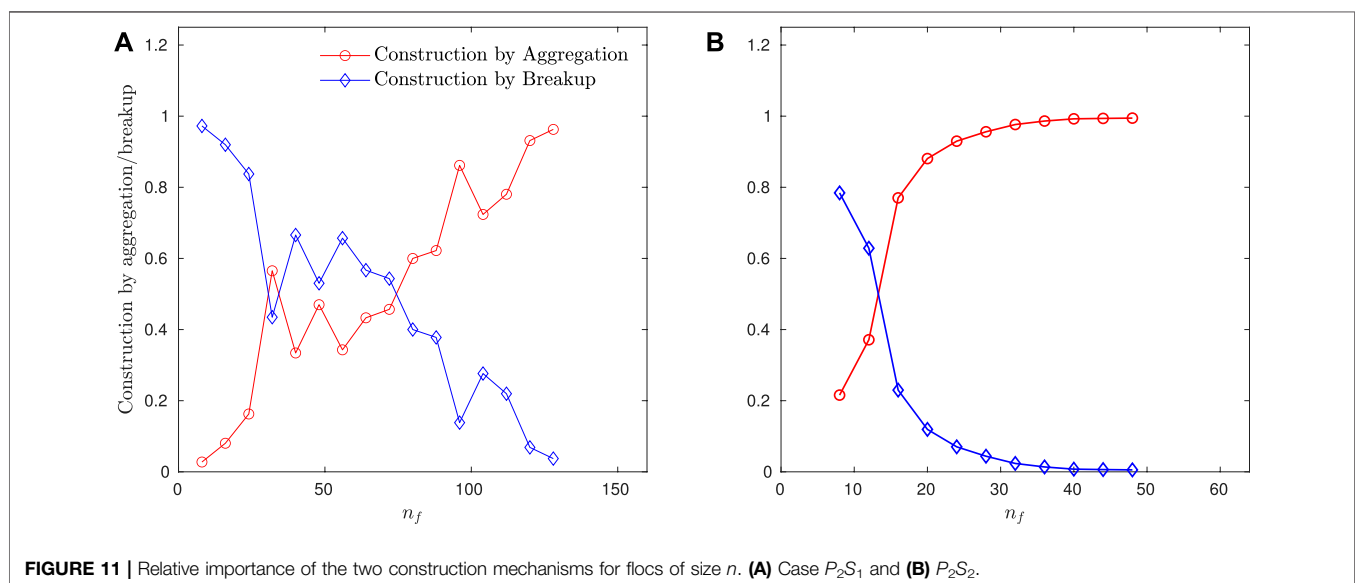 A
Construction by Aggregation
Construction by Breakup
Construction by aggregation/breakup
1.2
1
0.8
0.6
0.4
0.2
0
0 50 100 150
n_f
B
1.2
1
0.8
0.6
0.4
0.2
0
0 10 20 30 40 50 60
n_f
FIGURE 11 | Relative importance of the two construction mechanisms for flocs of size n. (A) Case P₂S₁ and (B) P₂S₂.